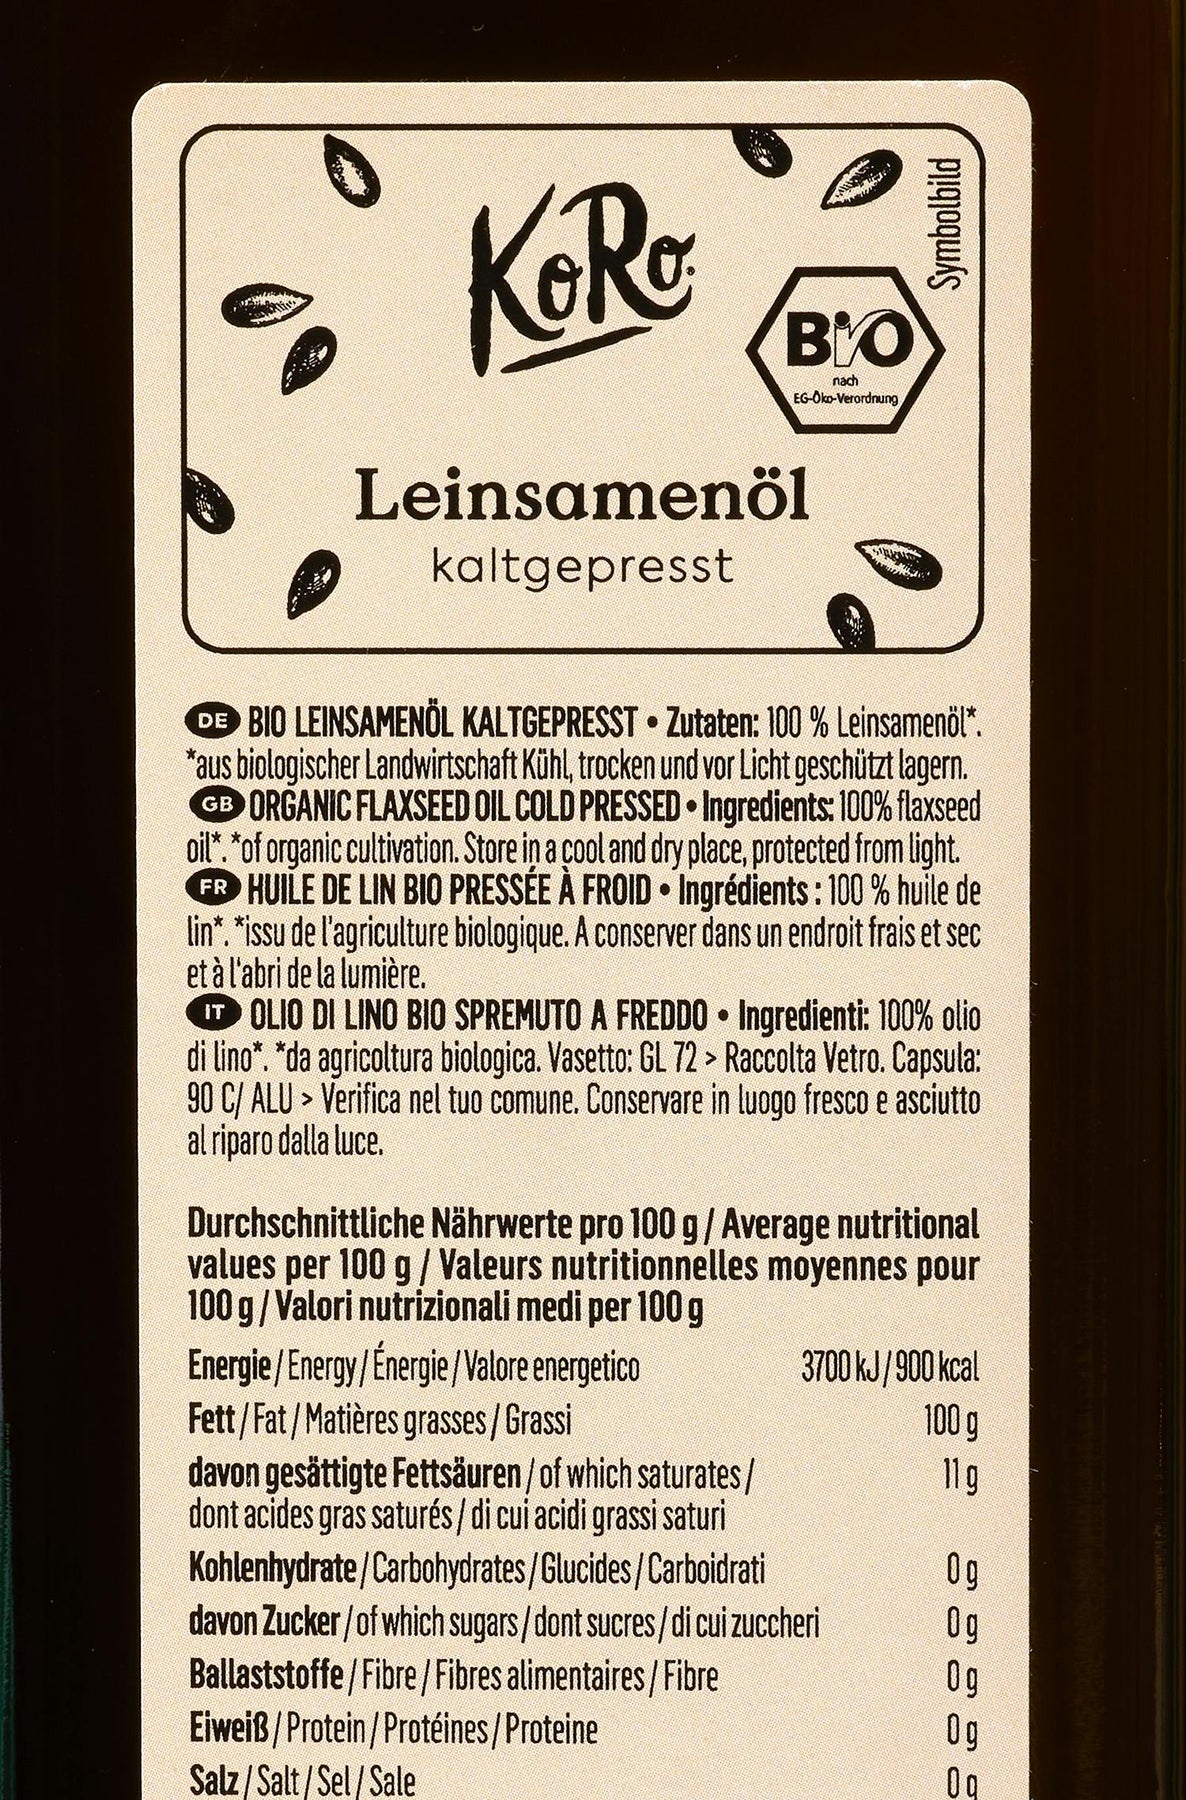 KoRo
Symbolbild
BIO
nach
EG-Öko-Verordnung
Leinsamenöl
kaltgepresst
DE BIO LEINSAMENÖL KALTGEPRESST • Zutaten: 100 % Leinsamenöl*.
*aus biologischer Landwirtschaft Kühl, trocken und vor Licht geschützt lagern.
GB ORGANIC FLAXSEED OIL COLD PRESSED • Ingredients: 100% flaxseed
oil*. *of organic cultivation. Store in a cool and dry place, protected from light.
FR HUILE DE LIN BIO PRESSÉE À FROID • Ingrédients : 100 % huile de
lin*. *issu de l'agriculture biologique. A conserver dans un endroit frais et sec
et à l'abri de la lumière.
IT OLIO DI LINO BIO SPREMUTO A FREDDO • Ingredienti: 100% olio
di lino*. *da agricoltura biologica. Vasetto: GL 72 > Raccolta Vetro. Capsula:
90 C/ ALU > Verifica nel tuo comune. Conservare in luogo fresco e asciutto
al riparo dalla luce.
Durchschnittliche Nährwerte pro 100 g / Average nutritional
values per 100 g / Valeurs nutritionnelles moyennes pour
100 g / Valori nutrizionali medi per 100 g
Energie / Energy / Énergie / Valore energetico 3700 kJ / 900 kcal
Fett / Fat / Matières grasses / Grassi 100 g
davon gesättigte Fettsäuren / of which saturates / 11 g
dont acides gras saturés / di cui acidi grassi saturi
Kohlenhydrate / Carbohydrates / Glucides / Carboidrati 0 g
davon Zucker / of which sugars / dont sucres / di cui zuccheri 0 g
Ballaststoffe / Fibre / Fibres alimentaires / Fibre 0 g
Eiweiß / Protein / Protéines / Proteine 0 g
Salz / Salt / Sel / Sale 0 g